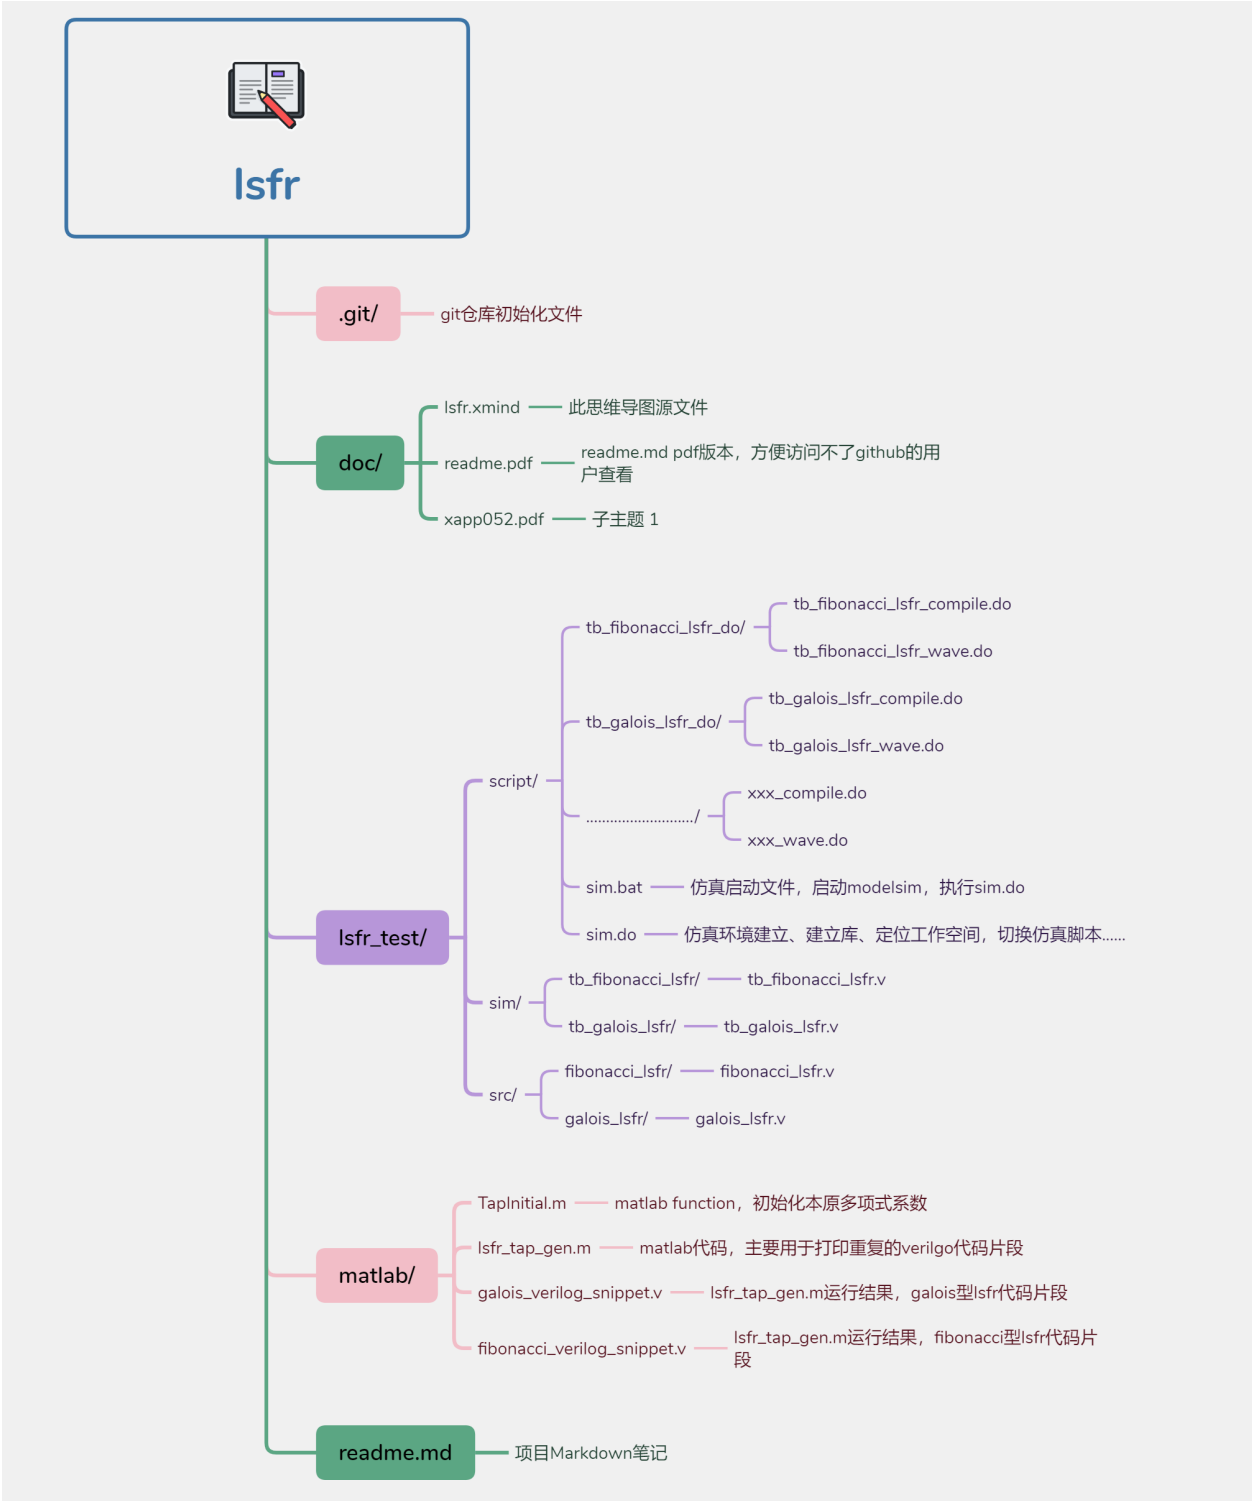 lsfr
.git/
git仓库初始化文件
doc/
lsfr.xmind
此思维导图源文件
readme.pdf
readme.md pdf版本，方便访问不了github的用
户查看
xapp052.pdf
子主题 1
lsfr_test/
script/
tb_fibonacci_lsfr_do/
tb_fibonacci_lsfr_compile.do
tb_fibonacci_lsfr_wave.do
tb_galois_lsfr_do/
tb_galois_lsfr_compile.do
tb_galois_lsfr_wave.do
.........................../
xxx_compile.do
xxx_wave.do
sim.bat
仿真启动文件，启动modelsim，执行sim.do
sim.do
仿真环境建立、建立库、定位工作空间，切换仿真脚本......
sim/
tb_fibonacci_lsfr/
tb_fibonacci_lsfr.v
tb_galois_lsfr/
tb_galois_lsfr.v
src/
fibonacci_lsfr/
fibonacci_lsfr.v
galois_lsfr/
galois_lsfr.v
matlab/
TapInitial.m
matlab function，初始化本原多项式系数
lsfr_tap_gen.m
matlab代码，主要用于打印重复的verilgo代码片段
galois_verilog_snippet.v
lsfr_tap_gen.m运行结果，galois型lsfr代码片段
fibonacci_verilog_snippet.v
lsfr_tap_gen.m运行结果，fibonacci型lsfr代码片
段
readme.md
项目Markdown笔记